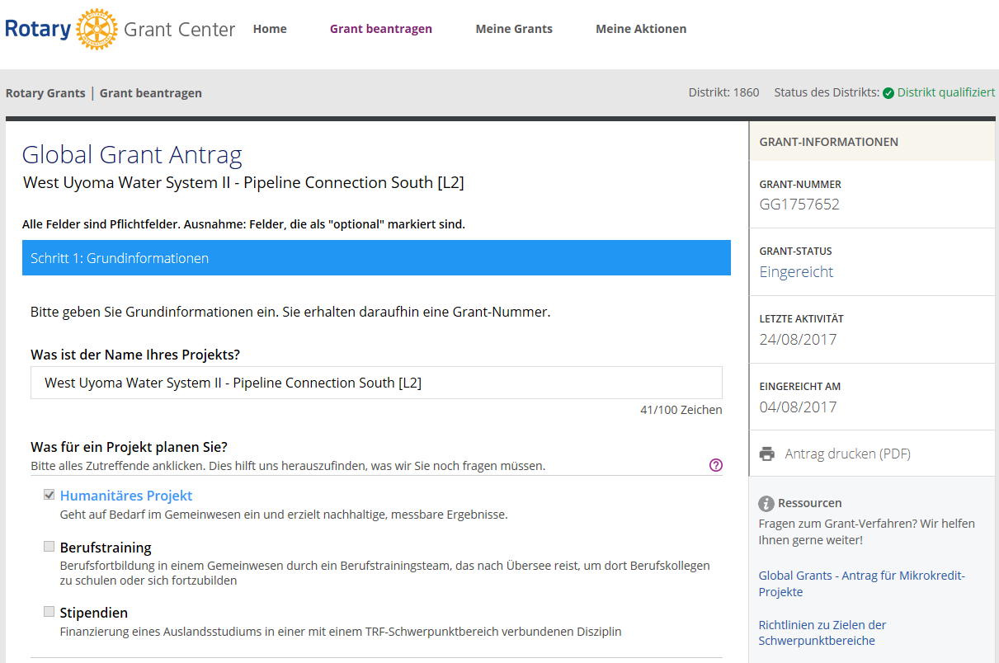 Rotary Grant Center Home Grant beantragen Meine Grants Meine Aktionen
Rotary Grants | Grant beantragen
Distrikt: 1860 Status des Distrikts: Distrikt qualifiziert
Global Grant Antrag
West Uyoma Water System II - Pipeline Connection South [L2]
Alle Felder sind Pflichtfelder. Ausnahme: Felder, die als "optional" markiert sind.
Schritt 1: Grundinformationen
Bitte geben Sie Grundinformationen ein. Sie erhalten daraufhin eine Grant-Nummer.
Was ist der Name Ihres Projekts?
West Uyoma Water System II - Pipeline Connection South [L2]
41/100 Zeichen
Was für ein Projekt planen Sie?
Bitte alles Zutreffende anklicken. Dies hilft uns herauszufinden, was wir Sie noch fragen müssen.
?
Humanitäres Projekt
Geht auf Bedarf im Gemeinwesen ein und erzielt nachhaltige, messbare Ergebnisse.
Berufstraining
Berufsfortbildung in einem Gemeinwesen durch ein Berufstrainingsteam, das nach Übersee reist, um dort Berufskollegen
zu schulen oder sich fortzubilden
Stipendien
Finanzierung eines Auslandsstudiums in einer mit einem TRF-Schwerpunktbereich verbundenen Disziplin
GRANT-INFORMATIONEN
GRANT-NUMMER
GG1757652
GRANT-STATUS
Eingereicht
LETZTE AKTIVITÄT
24/08/2017
EINGEREICHT AM
04/08/2017
Antrag drucken (PDF)
Ressourcen
Fragen zum Grant-Verfahren? Wir helfen
Ihnen gerne weiter!
Global Grants - Antrag für Mikrokredit-
Projekte
Richtlinien zu Zielen der
Schwerpunktbereiche